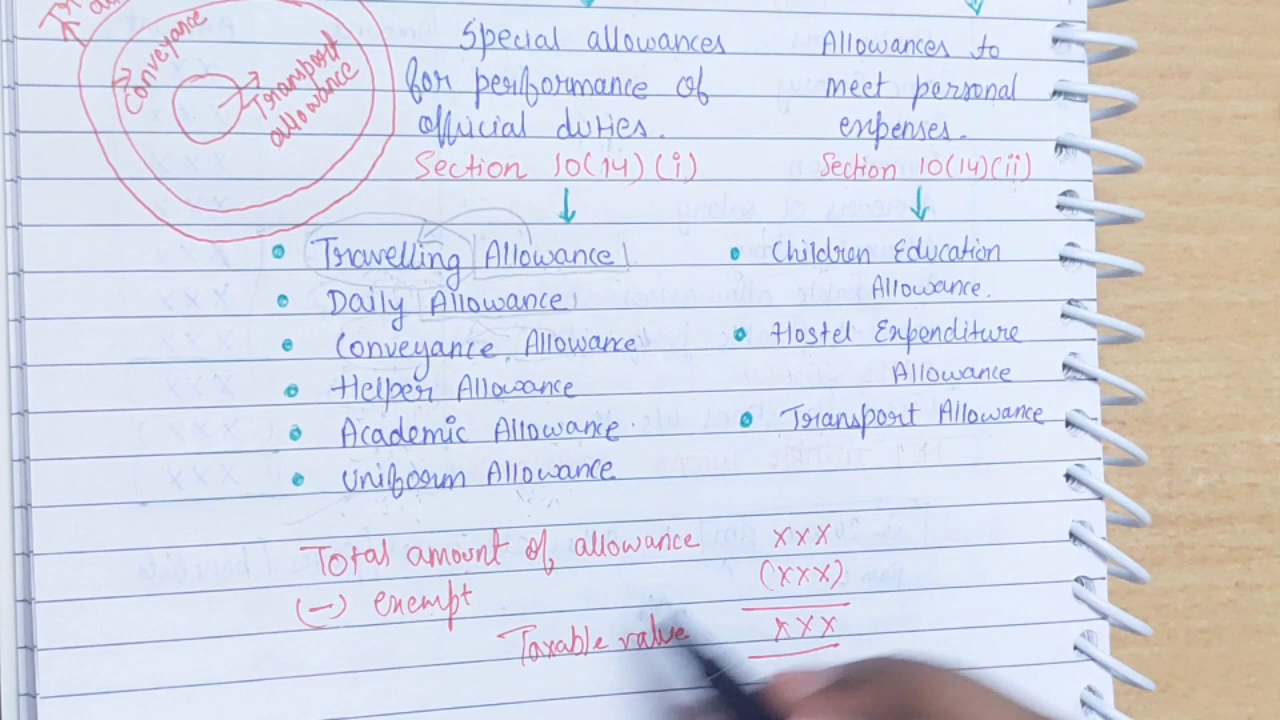 Conveyance
Transport
allowance
Special allowances
for performance of
official duties.
Section 10(14)(i)
Allowances to
meet personal
expenses.
Section 10(14)(ii)
• Travelling Allowance
• Daily Allowance
• Conveyance Allowance
• Helper Allowance
• Academic Allowance
• Uniform Allowance
• Children Education
Allowance.
• Hostel Expenditure
Allowance
• Transport Allowance
Total amount of allowance xxx
(-) exempt (xxx)
Taxable value xxx